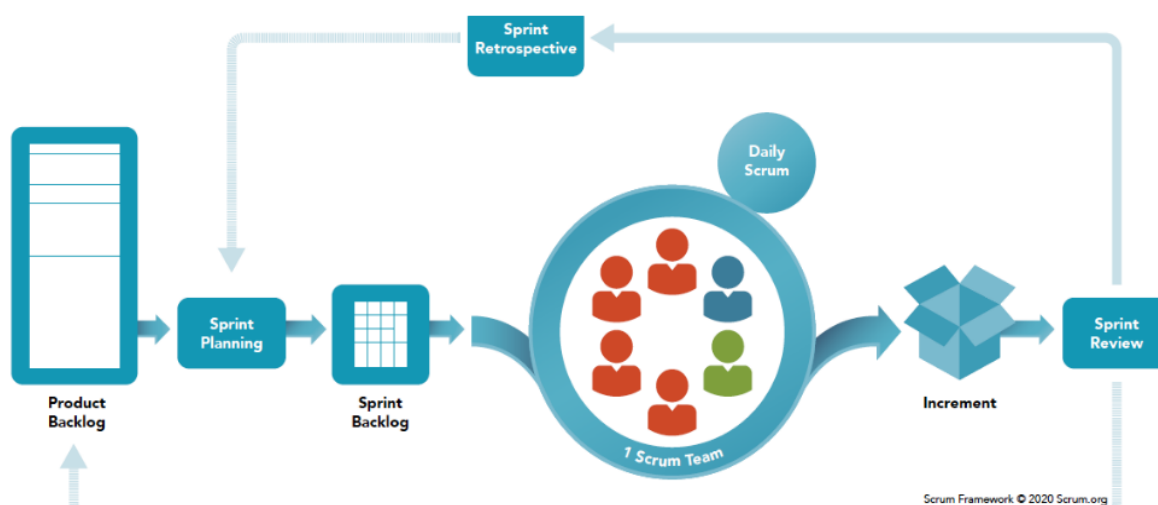 Sprint
Retrospective
Daily
Scrum
Sprint
Planning
Sprint
Review
Product
Backlog
Sprint
Backlog
Increment
1 Scrum Team
Scrum Framework © 2020 Scrum.org